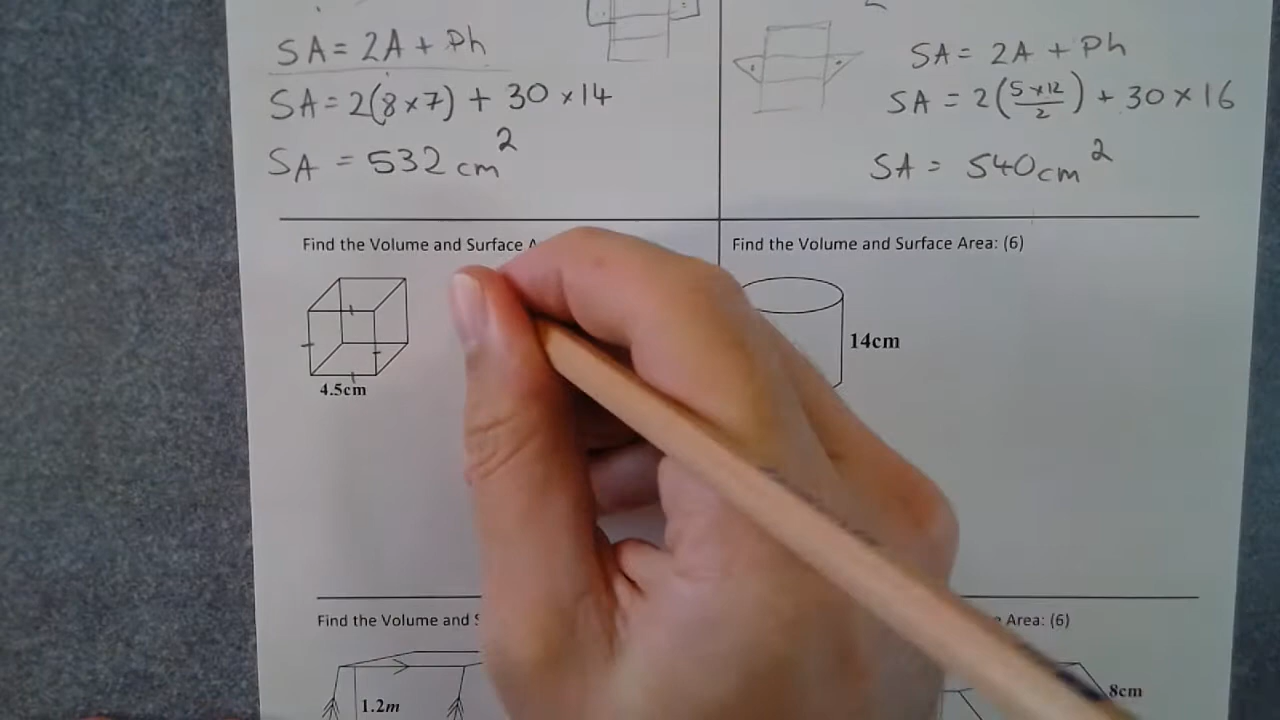 SA = 2A + Ph
SA = 2(8 × 7) + 30 × 14
SA = 532 cm²
SA = 2A + Ph
SA = 2(5×12/2) + 30 × 16
SA = 540cm²
Find the Volume and Surface
4.5cm
Find the Volume and Surface Area: (6)
14cm
Find the Volume and
1.2m
Area: (6)
8cm